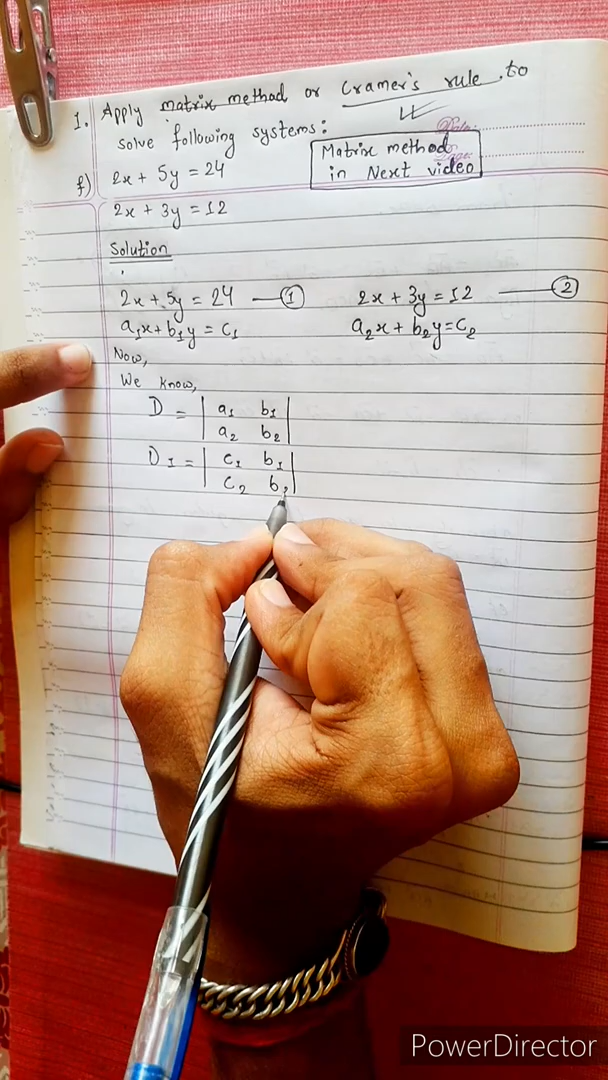 1. Apply matrix method or Cramer's rule to
solve following systems:
Matrix method
in Next video
f) 2x + 5y = 24
2x + 3y = 12
Solution
2x + 5y = 24 — ①
2x + 3y = 12 — ②
a₁x + b₁y = c₁
a₂x + b₂y = c₂
Now,
We know,
D = | a₁ b₁ |
| a₂ b₂ |
D₁ = | c₁ b₁ |
| c₂ b₂ |
PowerDirector